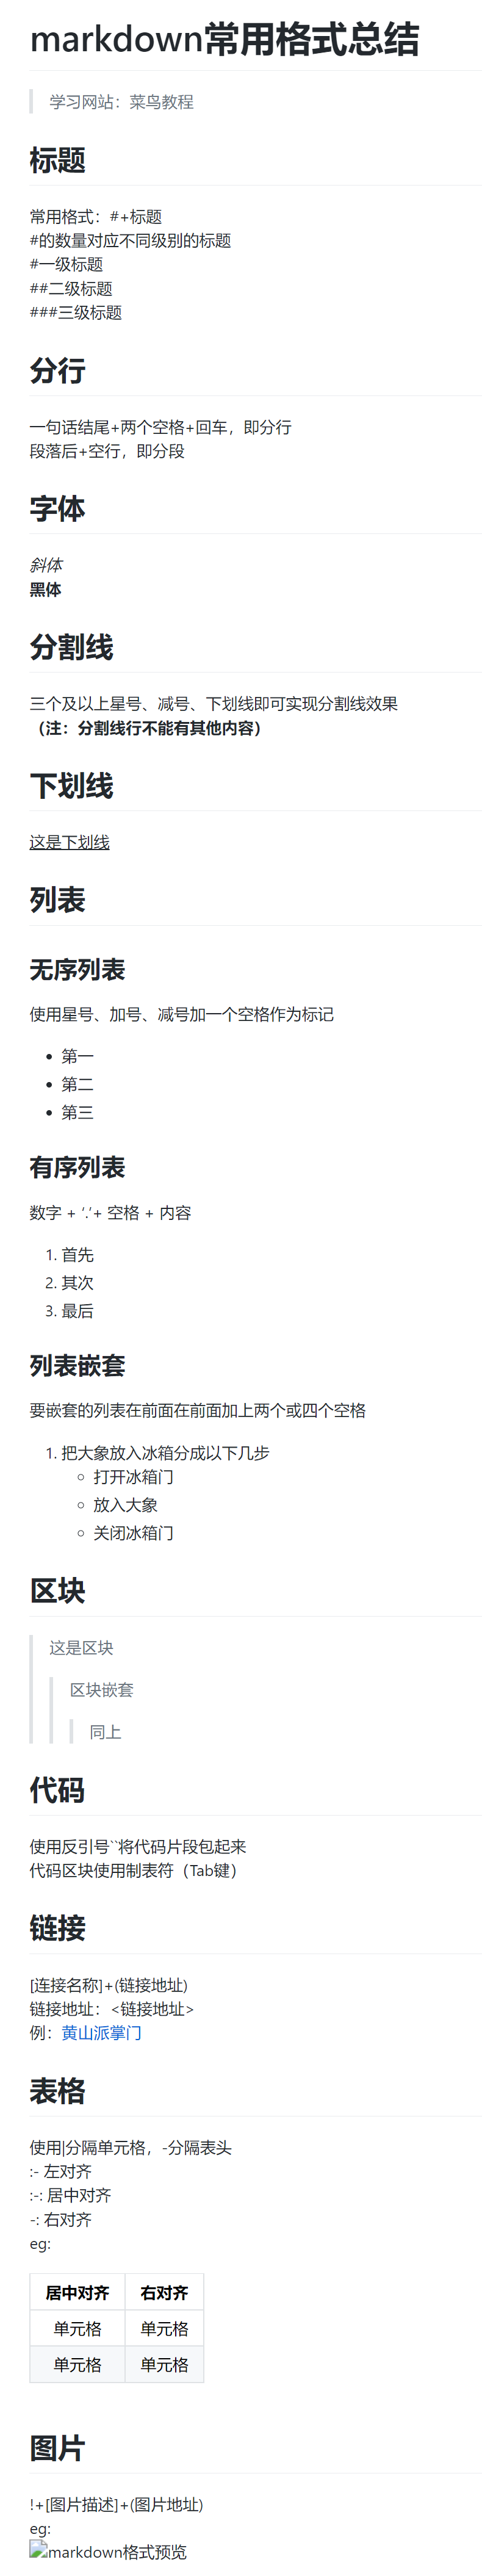 markdown常用格式总结
学习网站：菜鸟教程
标题
常用格式：#+标题
#的数量对应不同级别的标题
#一级标题
##二级标题
###三级标题
分行
一句话结尾+两个空格+回车，即分行
段落后+空行，即分段
字体
斜体
黑体
分割线
三个及以上星号、减号、下划线即可实现分割线效果
（注：分割线行不能有其他内容）
下划线
这是下划线
列表
无序列表
使用星号、加号、减号加一个空格作为标记
• 第一
• 第二
• 第三
有序列表
数字 + ‘.’+ 空格 + 内容
1. 首先
2. 其次
3. 最后
列表嵌套
要嵌套的列表在前面在前面加上两个或四个空格
1. 把大象放入冰箱分成以下几步
◦ 打开冰箱门
◦ 放入大象
◦ 关闭冰箱门
区块
这是区块
区块嵌套
同上
代码
使用反引号``将代码片段包起来
代码区块使用制表符（Tab键）
链接
[连接名称]+(链接地址)
链接地址：<链接地址>
例：黄山派掌门
表格
使用|分隔单元格，-分隔表头
:- 左对齐
:-: 居中对齐
-: 右对齐
eg:
居中对齐 右对齐
单元格 单元格
单元格 单元格
图片
!+[图片描述]+(图片地址)
eg:
markdown格式预览